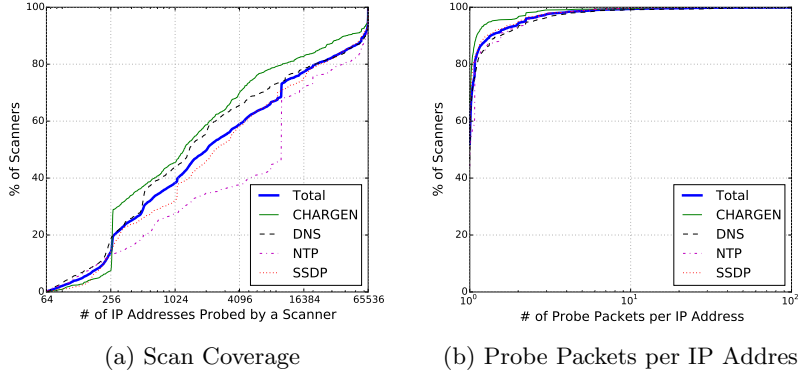 100
80
60
40
20
0
% of Scanners
64 256 1024 4096 16384 65536
# of IP Addresses Probed by a Scanner
Total
CHARGEN
DNS
NTP
SSDP
(a) Scan Coverage
100
80
60
40
20
0
% of Scanners
10^0 10^1 10^2
# of Probe Packets per IP Address
Total
CHARGEN
DNS
NTP
SSDP
(b) Probe Packets per IP Addres